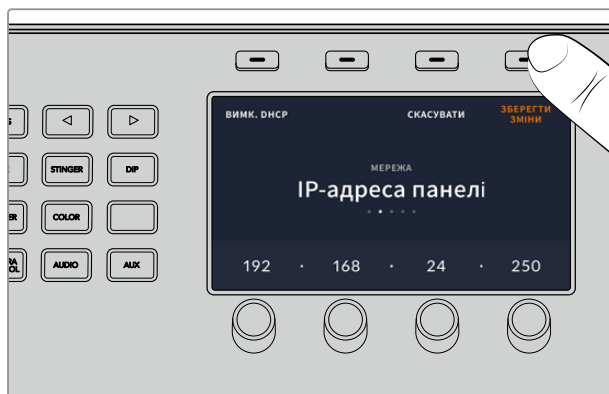 ВИМК. DHCP
СКАСУВАТИ
ЗБЕРЕГТИ
ЗМІНИ
МЕРЕЖА
IP-адреса панелі
192 · 168 · 24 · 250
STINGER
DIP
COLOR
AUDIO
AUX